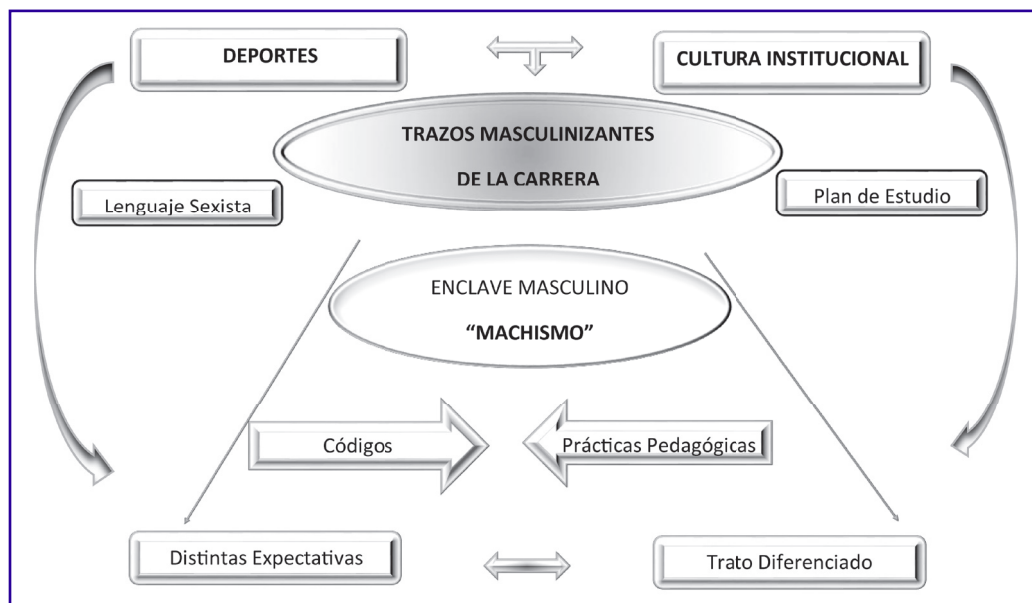 DEPORTES
CULTURA INSTITUCIONAL
TRAZOS MASCULINIZANTES
DE LA CARRERA
Lenguaje Sexista
Plan de Estudio
ENCLAVE MASCULINO
“MACHISMO”
Códigos
Prácticas Pedagógicas
Distintas Expectativas
Trato Diferenciado